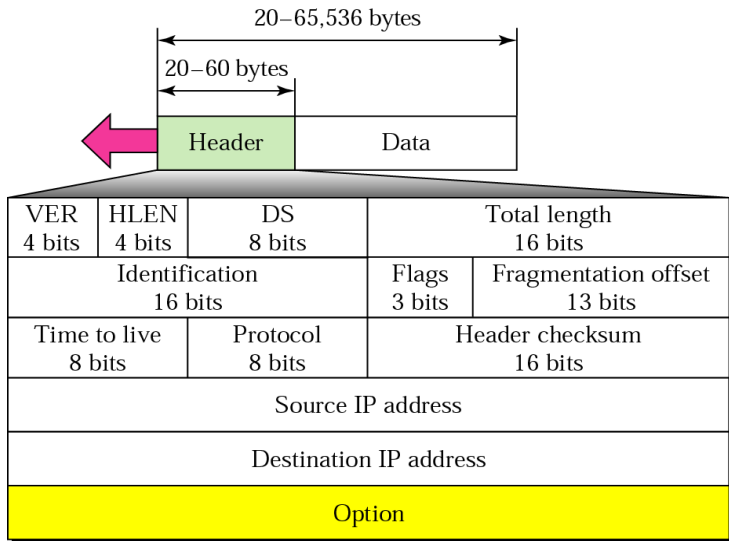 20–65,536 bytes
20–60 bytes
Header
Data
VER
4 bits
HLEN
4 bits
DS
8 bits
Total length
16 bits
Identification
16 bits
Flags
3 bits
Fragmentation offset
13 bits
Time to live
8 bits
Protocol
8 bits
Header checksum
16 bits
Source IP address
Destination IP address
Option